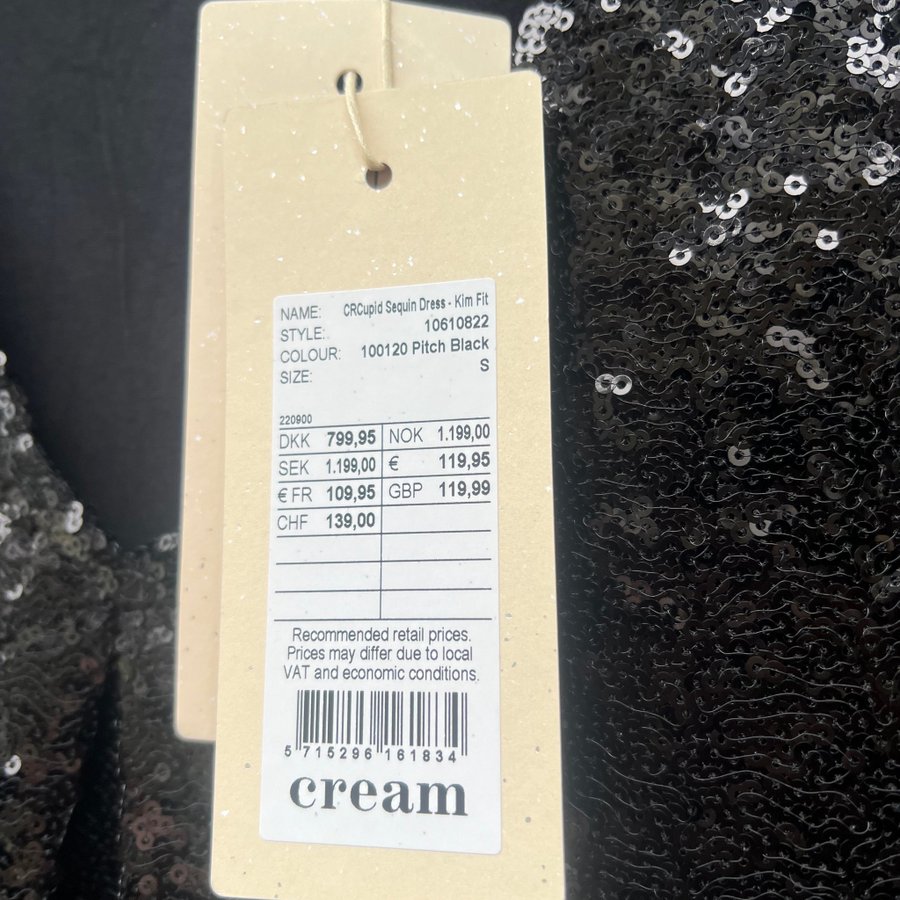 NAME: CRCupid Sequin Dress - Kim Fit
STYLE: 10610822
COLOUR: 100120 Pitch Black
SIZE: S
220900
DKK 799,95 NOK 1.199,00
SEK 1.199,00 € 119,95
€ FR 109,95 GBP 119,99
CHF 139,00
Recommended retail prices.
Prices may differ due to local
VAT and economic conditions.
5 715296 161834
cream